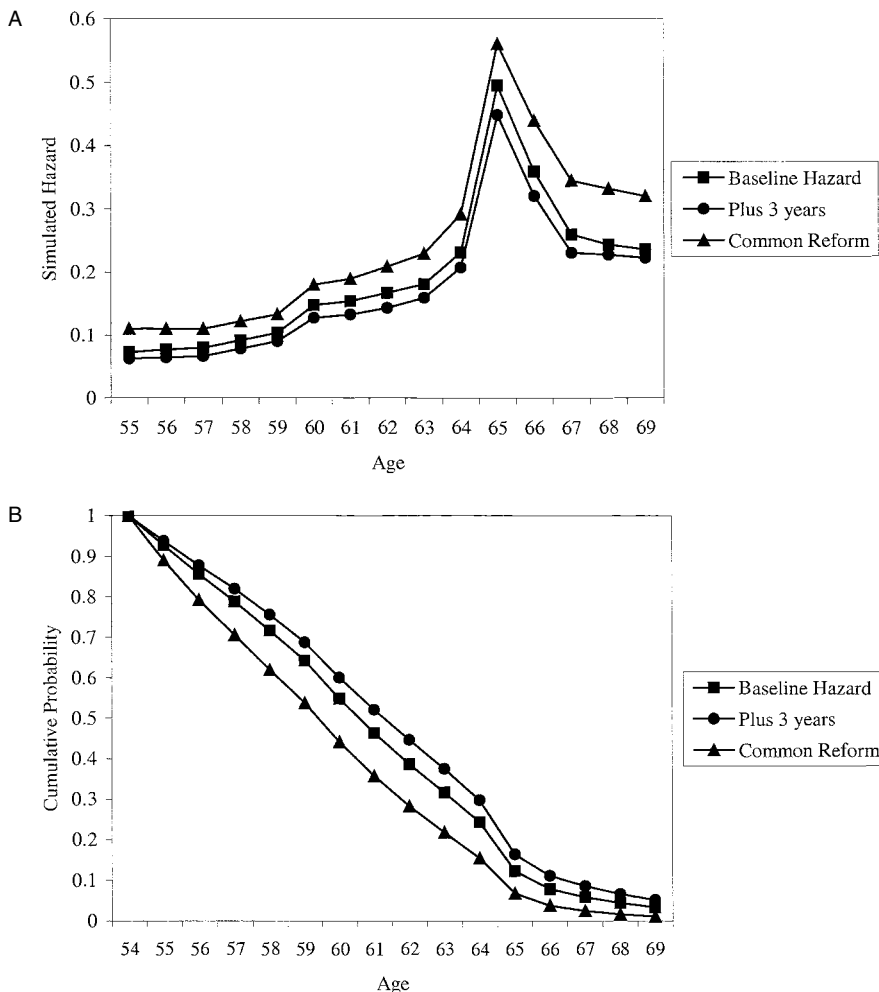 A
0.6
0.5
0.4
0.3
0.2
0.1
0
Simulated Hazard
55 56 57 58 59 60 61 62 63 64 65 66 67 68 69
Age
Baseline Hazard
Plus 3 years
Common Reform
B
1
0.9
0.8
0.7
0.6
0.5
0.4
0.3
0.2
0.1
0
Cumulative Probability
54 55 56 57 58 59 60 61 62 63 64 65 66 67 68 69
Age
Baseline Hazard
Plus 3 years
Common Reform